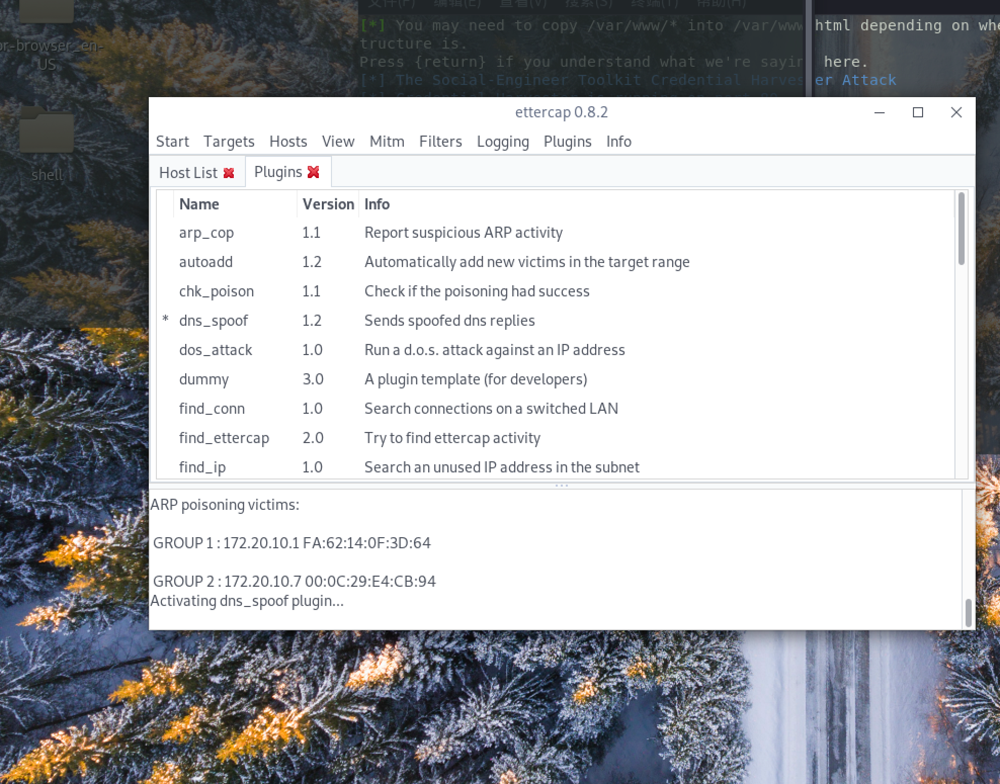 文件(F) 编辑(E) 查看(V) 搜索(S) 终端(T) 帮助(H)
[*] You may need to copy /var/www/* into /var/www html depending on whe
tructure is.
Press {return} if you understand what we're sayin here.
[*] The Social-Engineer Toolkit Credential Harvester Attack
[*] Credential Harvester is running on port 80
or-browser_en-
US
shell
ettercap 0.8.2
Start Targets Hosts View Mitm Filters Logging Plugins Info
Host List Plugins
Name Version Info
arp_cop 1.1 Report suspicious ARP activity
autoadd 1.2 Automatically add new victims in the target range
chk_poison 1.1 Check if the poisoning had success
* dns_spoof 1.2 Sends spoofed dns replies
dos_attack 1.0 Run a d.o.s. attack against an IP address
dummy 3.0 A plugin template (for developers)
find_conn 1.0 Search connections on a switched LAN
find_ettercap 2.0 Try to find ettercap activity
find_ip 1.0 Search an unused IP address in the subnet
ARP poisoning victims:
GROUP 1 : 172.20.10.1 FA:62:14:0F:3D:64
GROUP 2 : 172.20.10.7 00:0C:29:E4:CB:94
Activating dns_spoof plugin...